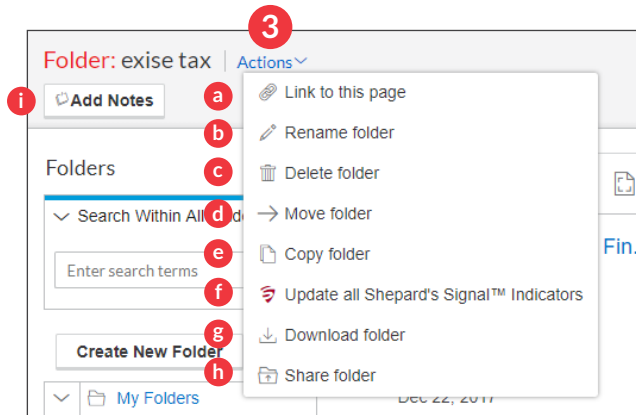 3
Folder: exise tax Actions
i Add Notes
a Link to this page
b Rename folder
c Delete folder
Folders
d Move folder
Search Within All
e Copy folder
Fin.
Enter search terms
f Update all Shepard's Signal™ Indicators
g Download folder
Create New Folder
h Share folder
My Folders
Dec 22, 2017